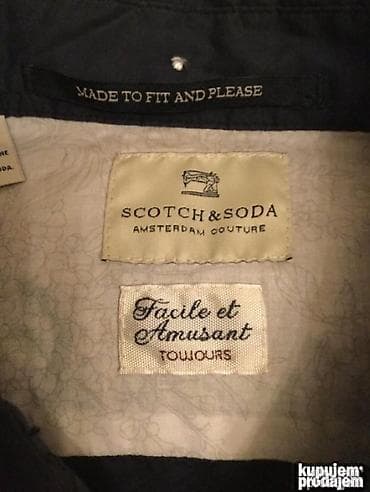 MADE TO FIT AND PLEASE
SCOTCH & SODA
AMSTERDAM COUTURE
Facile et
Amusant
TOUJOURS
kupujem
prodajem